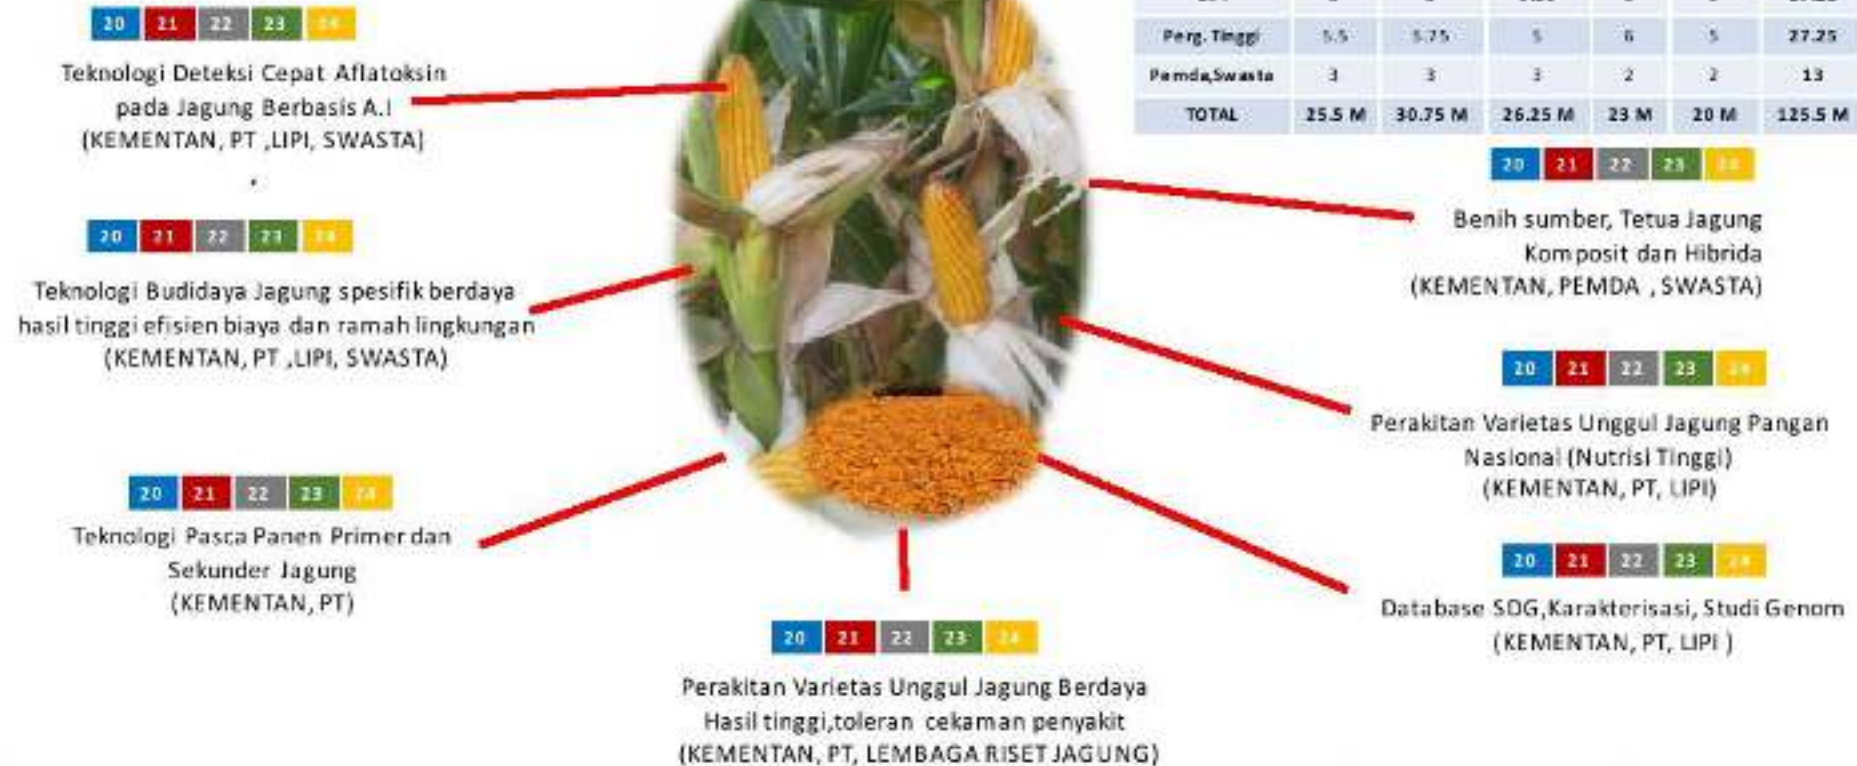 20 21 22 23 24
Teknologi Deteksi Cepat Aflatoksin
pada Jagung Berbasis A.I
(KEMENTAN, PT ,LIPI, SWASTA)
20 21 22 23 24
Teknologi Budidaya Jagung spesifik berdaya
hasil tinggi efisien biaya dan ramah lingkungan
(KEMENTAN, PT ,LIPI, SWASTA)
20 21 22 23 24
Teknologi Pasca Panen Primer dan
Sekunder Jagung
(KEMENTAN, PT)
20 21 22 23 24
Perakitan Varietas Unggul Jagung Berdaya
Hasil tinggi,toleran cekaman penyakit
(KEMENTAN, PT, LEMBAGA RISET JAGUNG)
Perg. Tinggi 5.5 5.75 5 6 5 27.25
Pemda,Swasta 3 3 3 2 2 13
TOTAL 25.5 M 30.75 M 26.25 M 23 M 20 M 125.5 M
20 21 22 23 24
Benih sumber, Tetua Jagung
Komposit dan Hibrida
(KEMENTAN, PEMDA , SWASTA)
20 21 22 23 24
Perakitan Varietas Unggul Jagung Pangan
Nasional (Nutrisi Tinggi)
(KEMENTAN, PT, LIPI)
20 21 22 23 24
Database SDG,Karakterisasi, Studi Genom
(KEMENTAN, PT, LIPI )